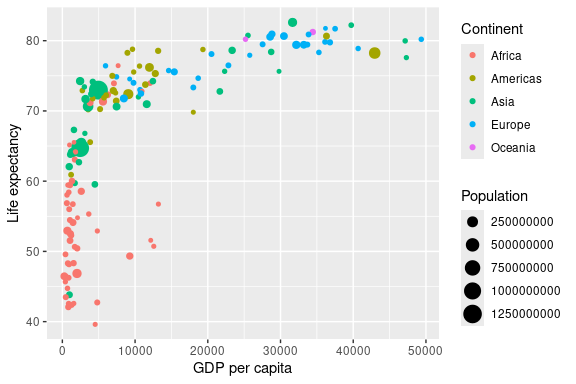 80
70
60
50
40
Life expectancy
0
10000
20000
30000
40000
50000
GDP per capita
Continent
Africa
Americas
Asia
Europe
Oceania
Population
250000000
500000000
750000000
1000000000
1250000000